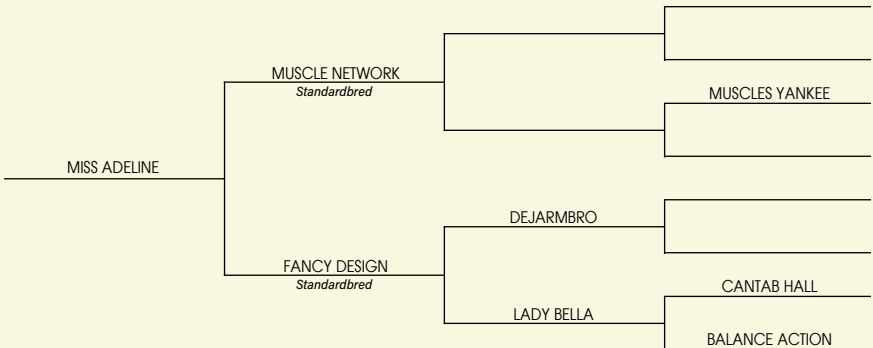 MUSCLE NETWORK
Standardbred
MUSCLES YANKEE
MISS ADELINE
DEJARMBRO
FANCY DESIGN
Standardbred
CANTAB HALL
LADY BELLA
BALANCE ACTION